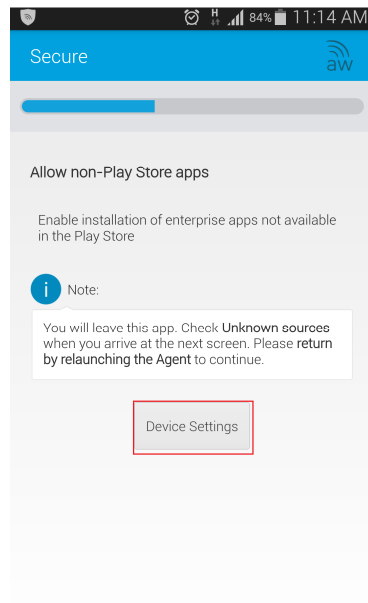 H 84% 11:14 AM
Secure
aw
Allow non-Play Store apps
Enable installation of enterprise apps not available
in the Play Store
i Note:
You will leave this app. Check Unknown sources
when you arrive at the next screen. Please return
by relaunching the Agent to continue.
Device Settings